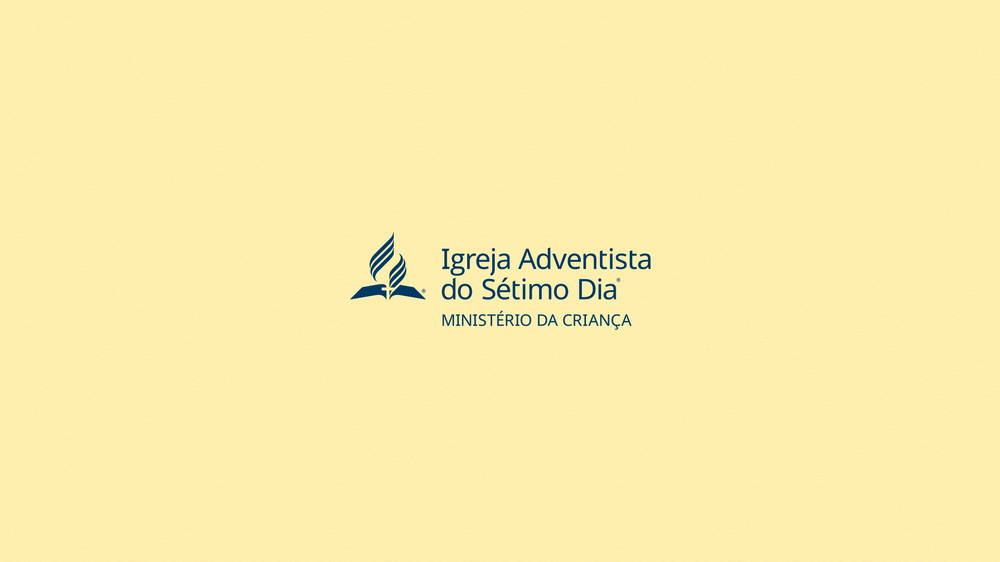 Igreja Adventista
do Sétimo Dia®
MINISTÉRIO DA CRIANÇA
®